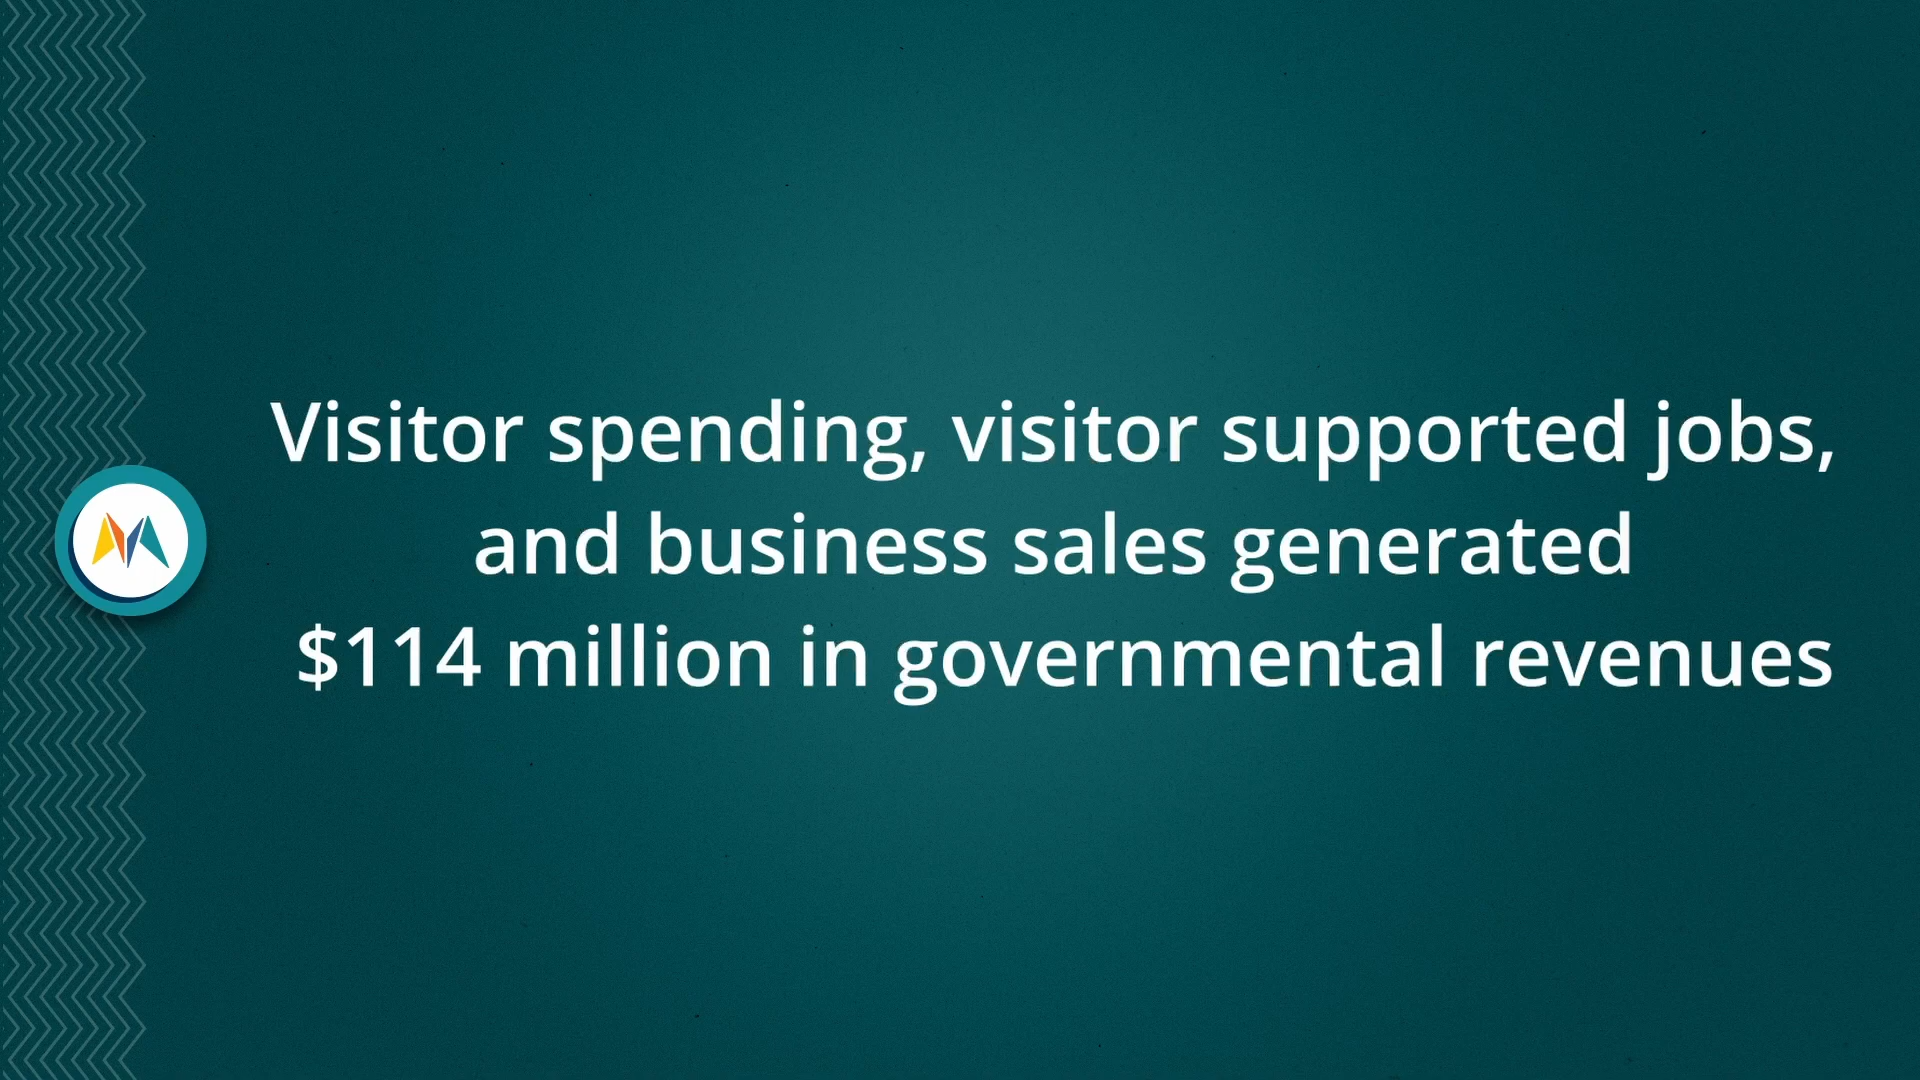 Visitor spending, visitor supported jobs,
and business sales generated
$114 million in governmental revenues